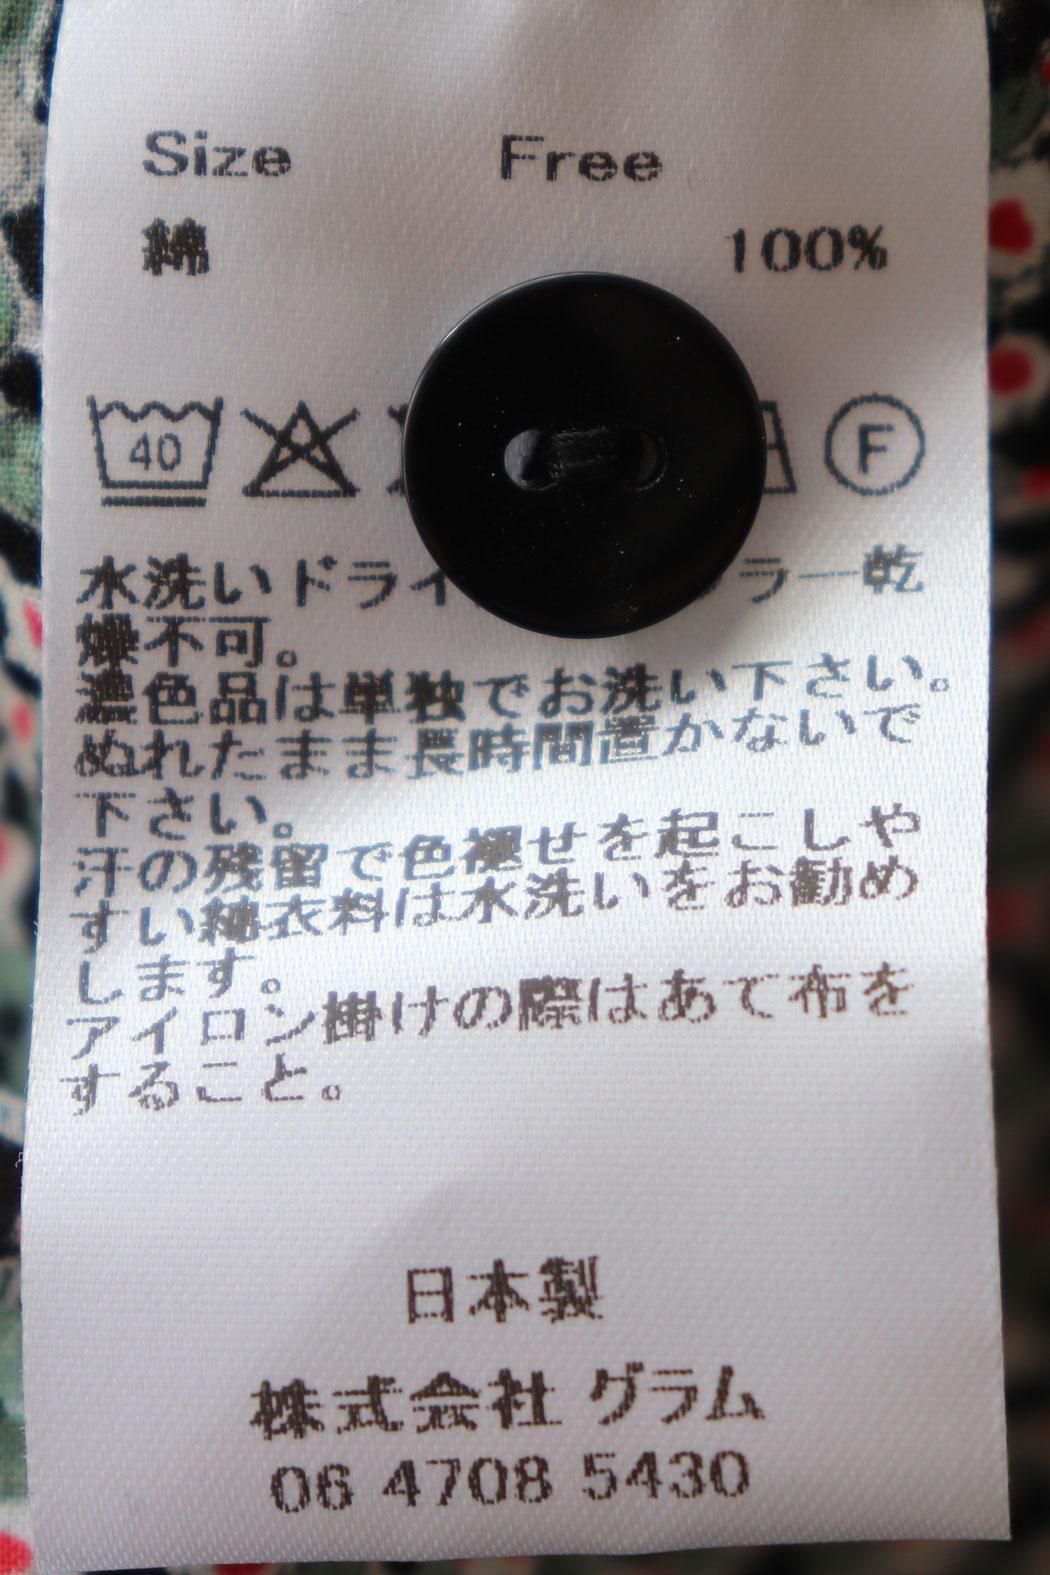 Size Free
綿 100%
40 F
水洗いドライ ラー乾
燥不可。
濃色品は単独でお洗い下さい。
ぬれたまま長時間置かないで
下さい。
汗の残留で色褪せを起こしや
すい綿衣料は水洗いをお勧め
します。
アイロン掛けの際はあて布を
すること。
日本製
株式会社 グラム
06 4708 5430